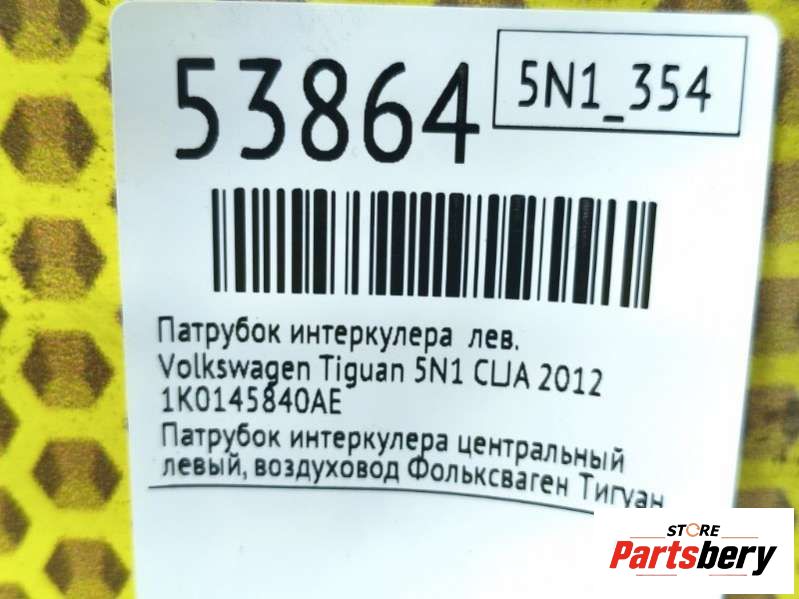 53864
5N1_354
Патрубок интеркулера лев.
Volkswagen Tiguan 5N1 США 2012
1K0145840AE
Патрубок интеркулера центральный
левый, воздуховод Фольксваген Тигуан
STORE
Partsbery